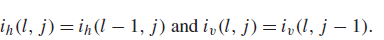 i_h(l, j) = i_h(l − 1, j) and i_v(l, j) = i_v(l, j − 1).